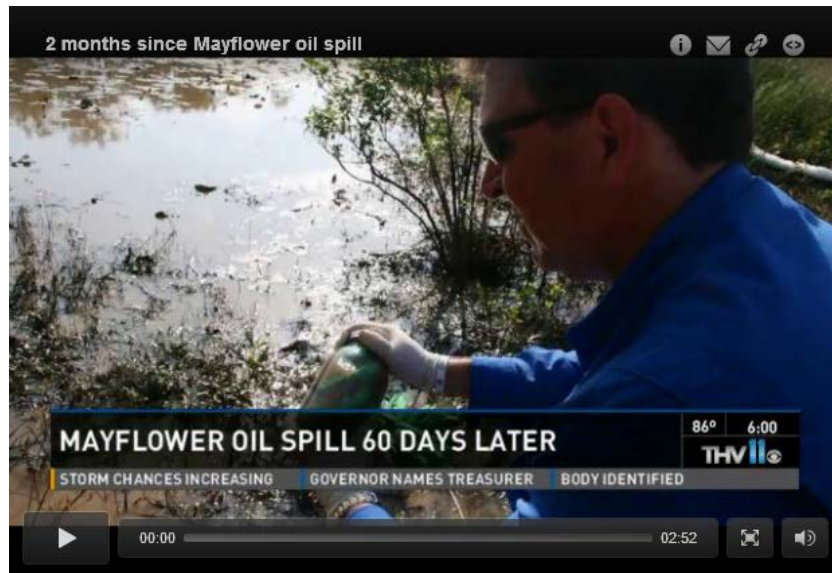 2 months since Mayflower oil spill
MAYFLOWER OIL SPILL 60 DAYS LATER
86° 6:00
THV11
STORM CHANCES INCREASING GOVERNOR NAMES TREASURER BODY IDENTIFIED
00:00 02:52